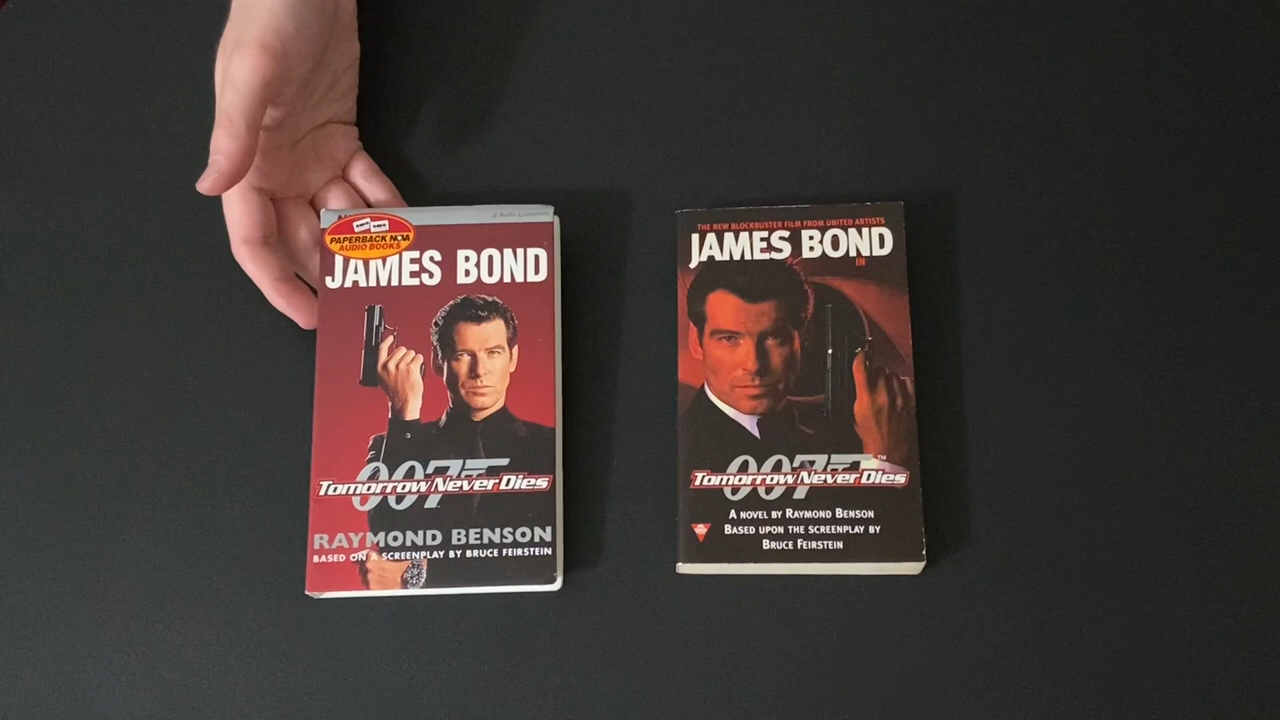 2 Audio Cassettes
PAPERBACK NOVA
AUDIO BOOKS
JAMES BOND
007
Tomorrow Never Dies
RAYMOND BENSON
BASED ON A SCREENPLAY BY BRUCE FEIRSTEIN
THE NEW BLOCKBUSTER FILM FROM UNITED ARTISTS
JAMES BOND
IN
007
TM
Tomorrow Never Dies
A NOVEL BY RAYMOND BENSON
BASED UPON THE SCREENPLAY BY
BRUCE FEIRSTEIN